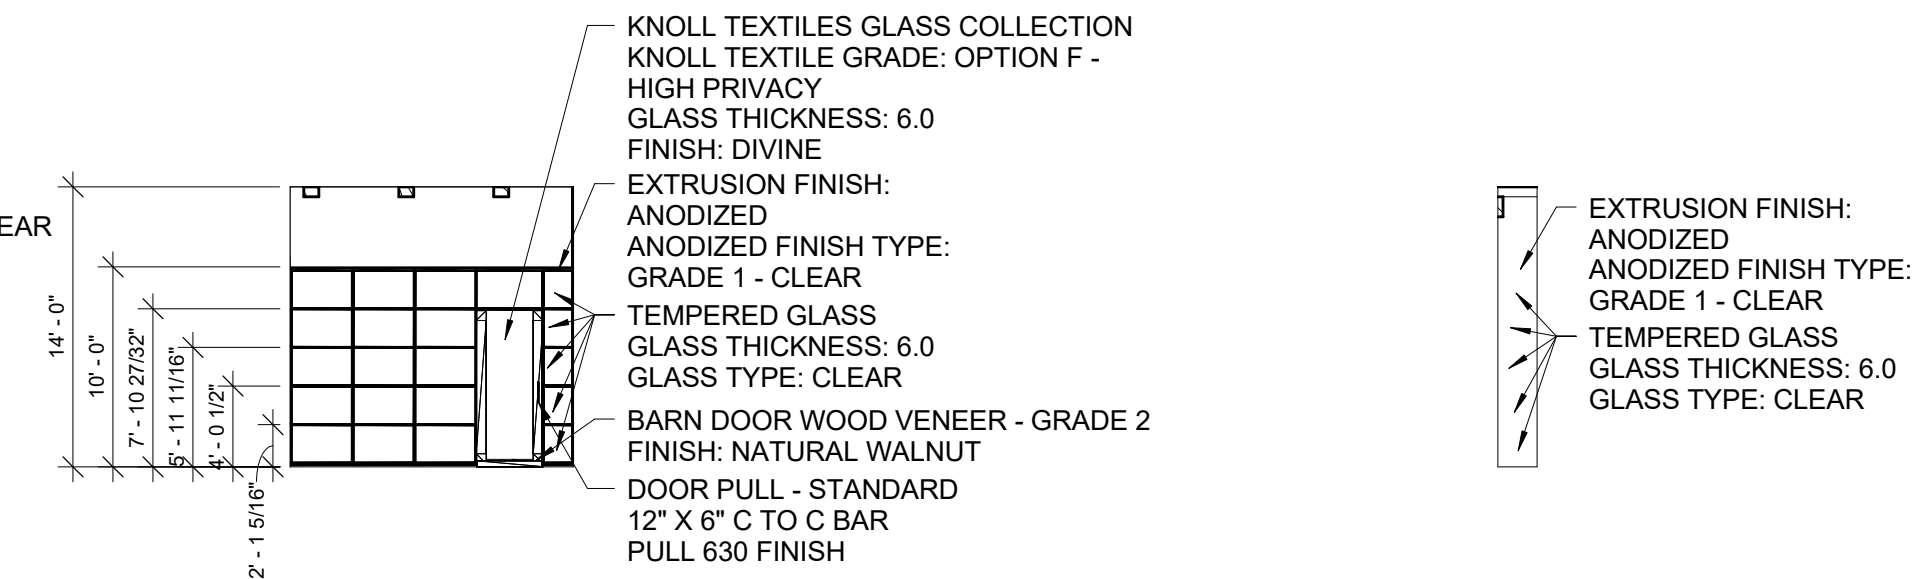 KNOLL TEXTILES GLASS COLLECTION
KNOLL TEXTILE GRADE: OPTION F -
HIGH PRIVACY
GLASS THICKNESS: 6.0
FINISH: DIVINE
EXTRUSION FINISH:
ANODIZED
ANODIZED FINISH TYPE:
GRADE 1 - CLEAR
TEMPERED GLASS
GLASS THICKNESS: 6.0
GLASS TYPE: CLEAR
BARN DOOR WOOD VENEER - GRADE 2
FINISH: NATURAL WALNUT
DOOR PULL - STANDARD
12" X 6" C TO C BAR
PULL 630 FINISH
EAR
14' - 0"
10' - 0"
7' - 10 27/32"
5' - 11 11/16"
4' - 0 1/2"
2' - 1 5/16"
EXTRUSION FINISH:
ANODIZED
ANODIZED FINISH TYPE:
GRADE 1 - CLEAR
TEMPERED GLASS
GLASS THICKNESS: 6.0
GLASS TYPE: CLEAR